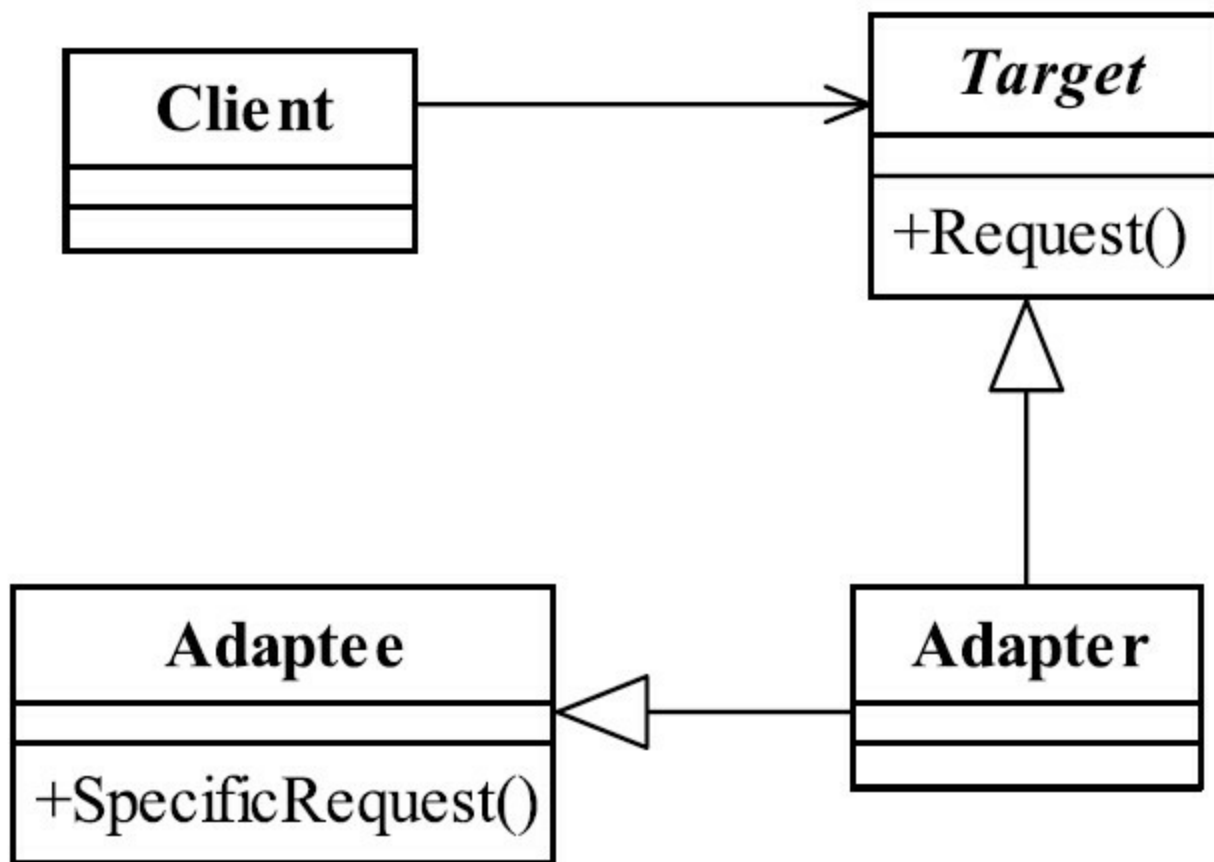 Client
Target
+Request()
Adaptee
Adapter
+SpecificRequest()